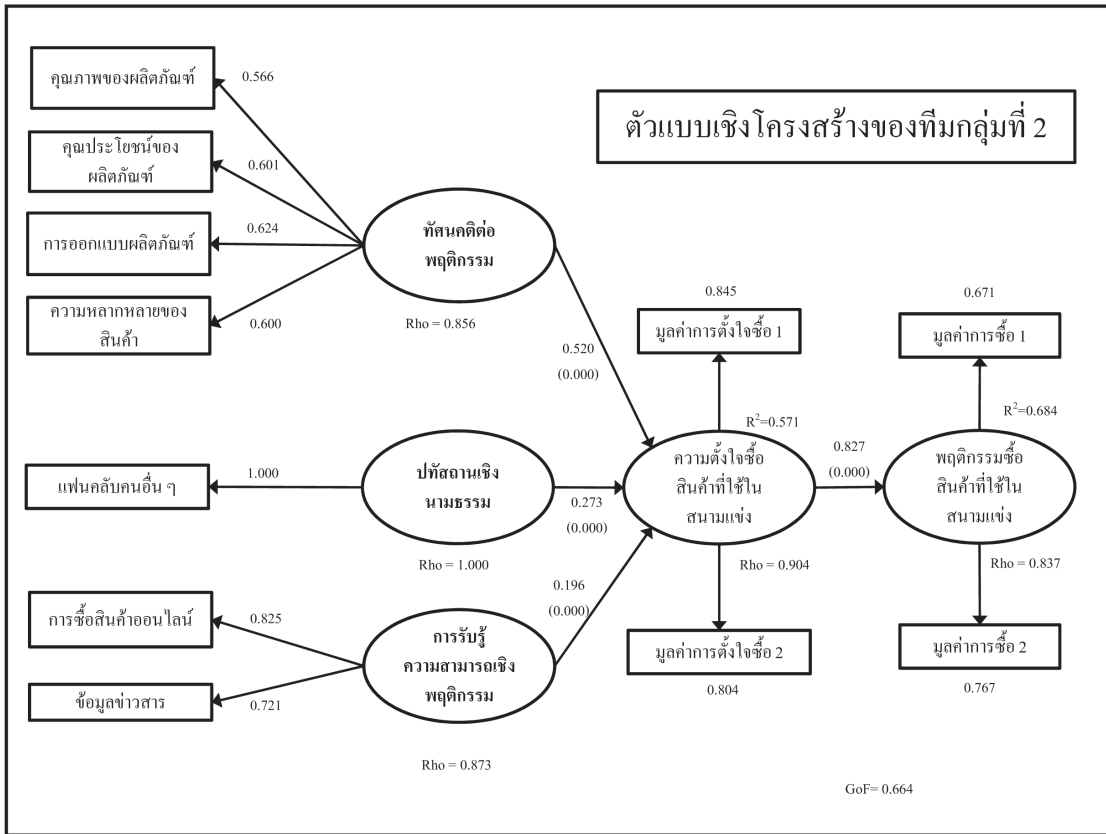 ตัวแบบเชิงโครงสร้างของทีมกลุ่มที่ 2
คุณภาพของผลิตภัณฑ์
0.566
คุณประโยชน์ของ
ผลิตภัณฑ์
0.601
การออกแบบผลิตภัณฑ์
0.624
ความหลากหลายของ
สินค้า
0.600
ทัศนคติต่อ
พฤติกรรม
Rho = 0.856
0.520
(0.000)
แฟนคลับคนอื่น ๆ
1.000
ปทัสถานเชิง
นามธรรม
Rho = 1.000
0.273
(0.000)
การซื้อสินค้าออนไลน์
0.825
ข้อมูลข่าวสาร
0.721
การรับรู้
ความสามารถเชิง
พฤติกรรม
Rho = 0.873
0.196
(0.000)
0.845
มูลค่าการตั้งใจซื้อ 1
R²=0.571
ความตั้งใจซื้อ
สินค้าที่ใช้ใน
สนามแข่ง
Rho = 0.904
มูลค่าการตั้งใจซื้อ 2
0.804
0.827
(0.000)
0.671
มูลค่าการซื้อ 1
R²=0.684
พฤติกรรมซื้อ
สินค้าที่ใช้ใน
สนามแข่ง
Rho = 0.837
มูลค่าการซื้อ 2
0.767
GoF= 0.664